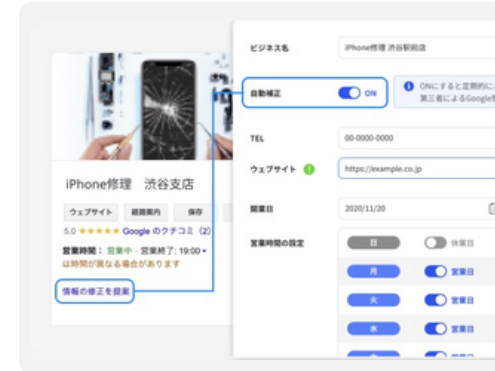 iPhone修理 渋谷支店
ウェブサイト
経路案内
保存
5.0 ★★★★★ Google のクチコミ (2)
営業時間： 営業中 · 営業終了: 19:00
は時間が異なる場合があります
情報の修正を提案
ビジネス名
iPhone修理 渋谷駅前店
自動補正
ON
ONにすると定期的に
第三者によるGoogle
TEL
00-0000-0000
ウェブサイト
https://example.co.jp
開業日
2020/11/20
営業時間の設定
日
休業日
月
営業日
火
営業日
水
営業日